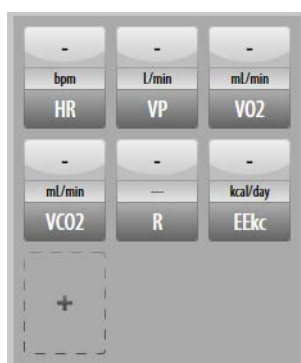 - - -
bpm L/min mL/min
HR VP VO2
- - -
mL/min --- kcal/day
VCO2 R EEkc
+